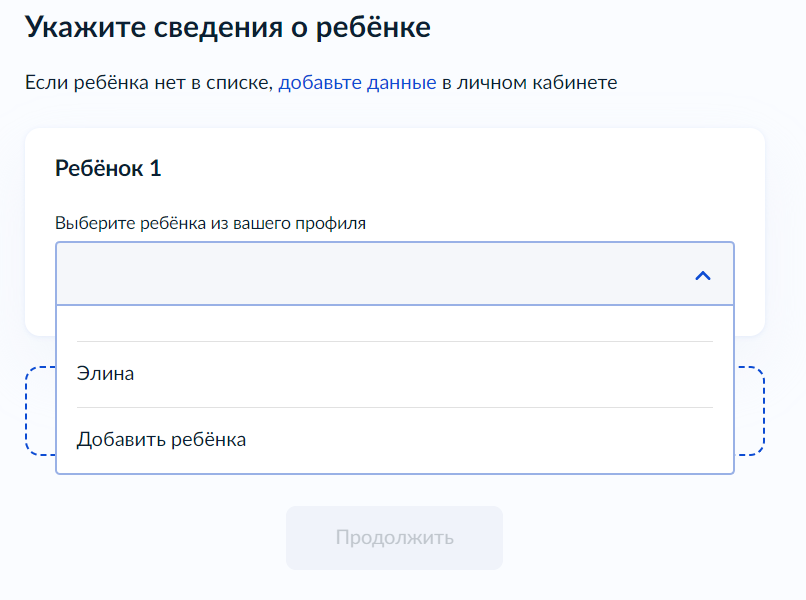 Укажите сведения о ребёнке
Если ребёнка нет в списке, добавьте данные в личном кабинете
Ребёнок 1
Выберите ребёнка из вашего профиля
Элина
Добавить ребёнка
Продолжить